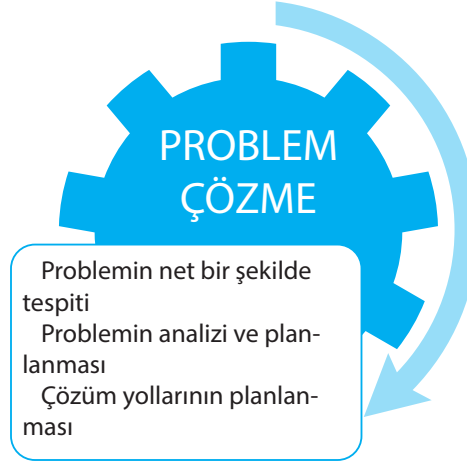 PROBLEM
ÇÖZME
Problemin net bir şekilde
tespiti
Problemin analizi ve plan-
lanması
Çözüm yollarının planlan-
ması